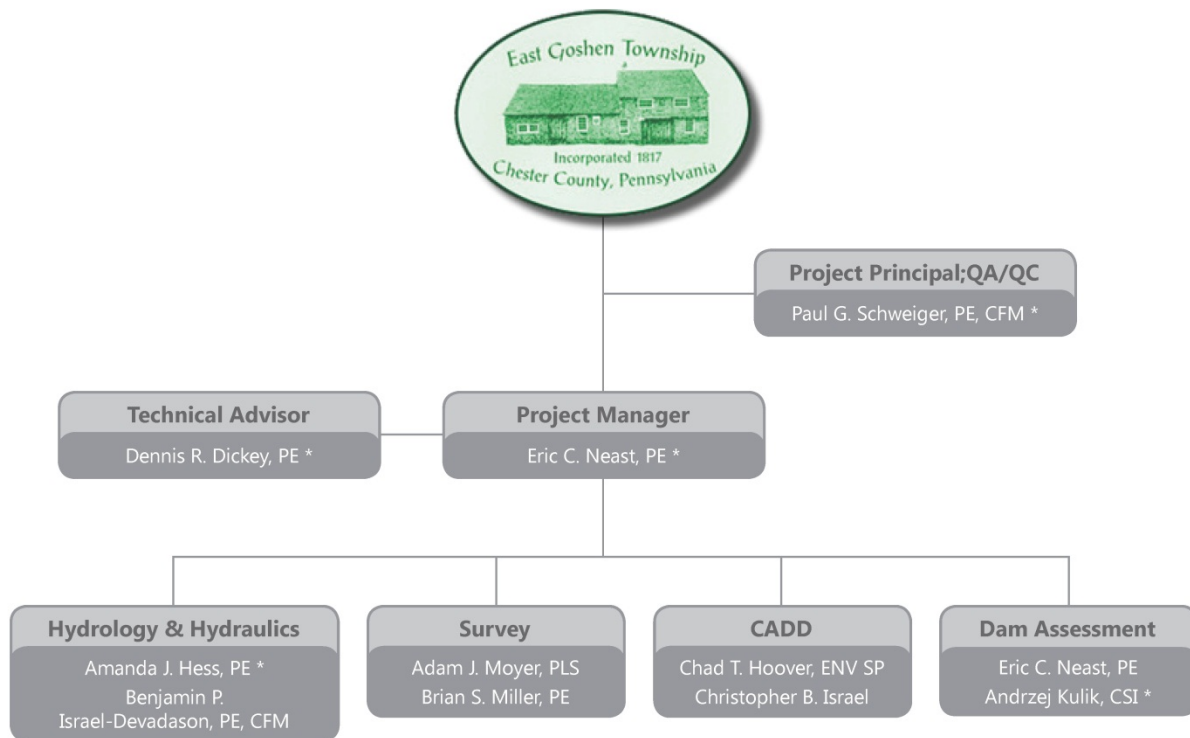 East Goshen Township
Incorporated 1817
Chester County, Pennsylvania
Project Principal;QA/QC
Paul G. Schweiger, PE, CFM *
Technical Advisor
Dennis R. Dickey, PE *
Project Manager
Eric C. Neast, PE *
Hydrology & Hydraulics
Amanda J. Hess, PE *
Benjamin P.
Israel-Devadason, PE, CFM
Survey
Adam J. Moyer, PLS
Brian S. Miller, PE
CADD
Chad T. Hoover, ENV SP
Christopher B. Israel
Dam Assessment
Eric C. Neast, PE
Andrzej Kulik, CSI *